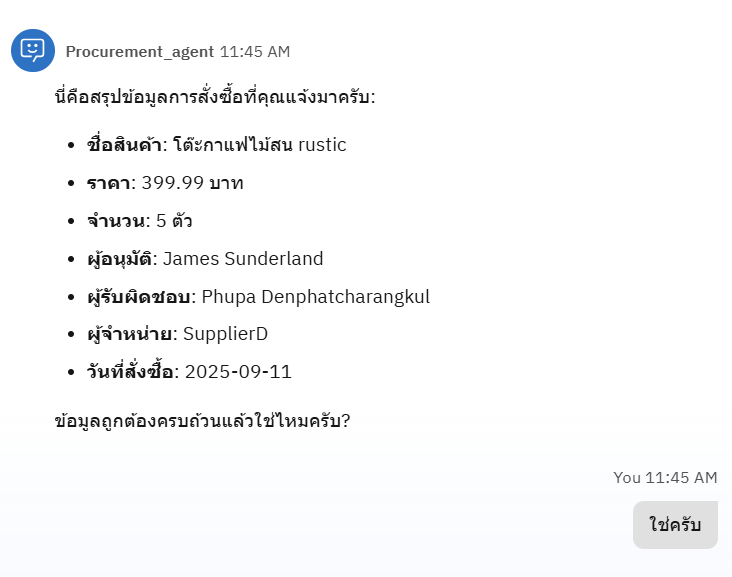 Procurement_agent 11:45 AM
นี่คือสรุปข้อมูลการสั่งซื้อที่คุณแจ้งมาครับ:
• ชื่อสินค้า: โต๊ะกาแฟไม้สน rustic
• ราคา: 399.99 บาท
• จำนวน: 5 ตัว
• ผู้อนุมัติ: James Sunderland
• ผู้รับผิดชอบ: Phupa Denphatcharangkul
• ผู้จำหน่าย: SupplierD
• วันที่สั่งซื้อ: 2025-09-11
ข้อมูลถูกต้องครบถ้วนแล้วใช่ไหมครับ?
You 11:45 AM
ใช่ครับ